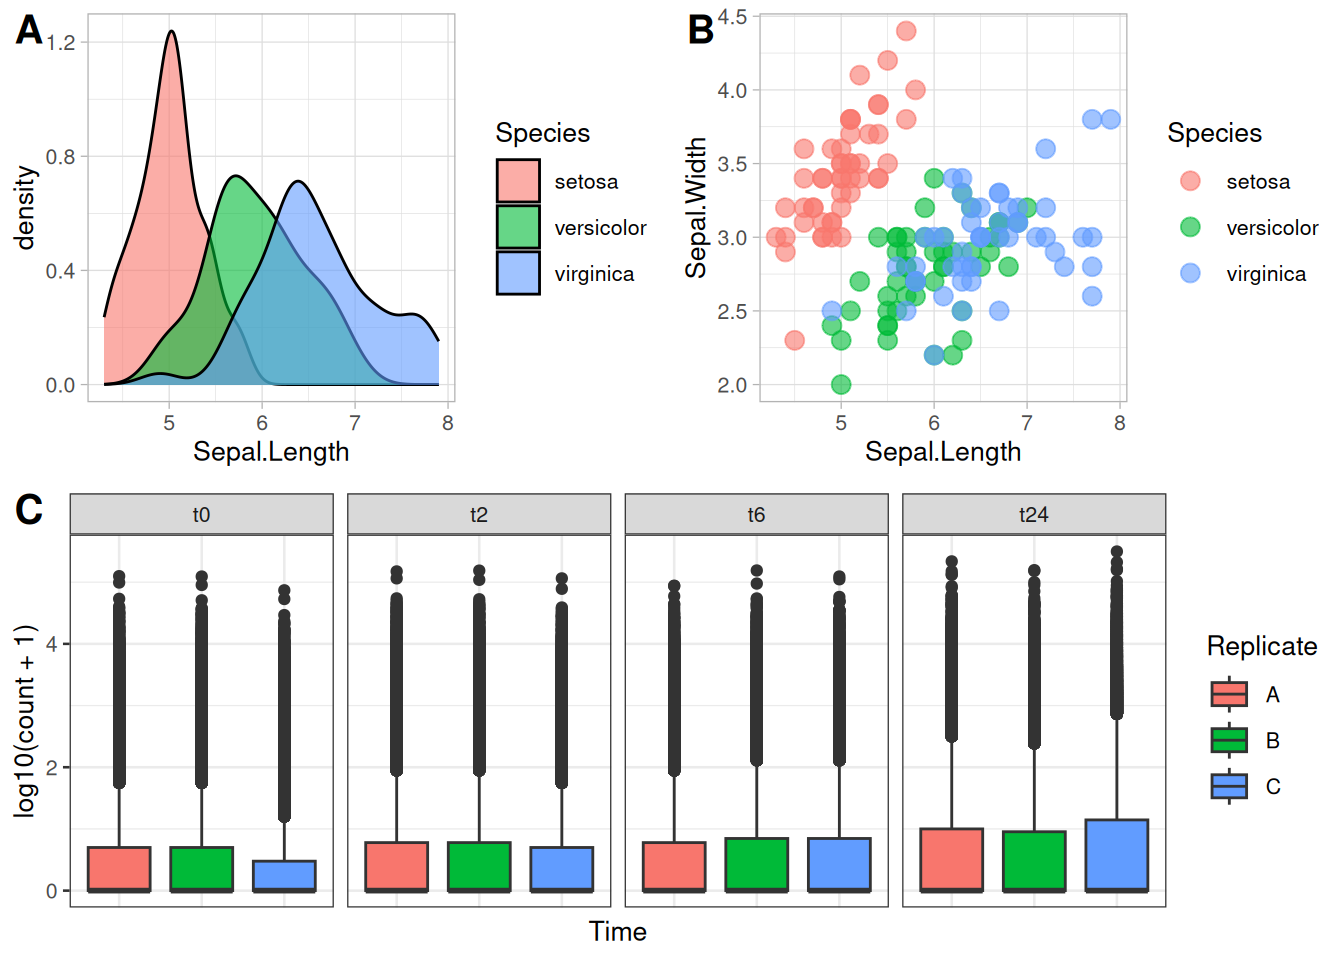 A
1.2
0.8
0.4
0.0
density
5 6 7 8
Sepal.Length
Species
setosa
versicolor
virginica
B
4.5
4.0
3.5
3.0
2.5
2.0
Sepal.Width
5 6 7 8
Sepal.Length
Species
setosa
versicolor
virginica
C
t0 t2 t6 t24
4
2
0
log10(count + 1)
Time
Replicate
A
B
C